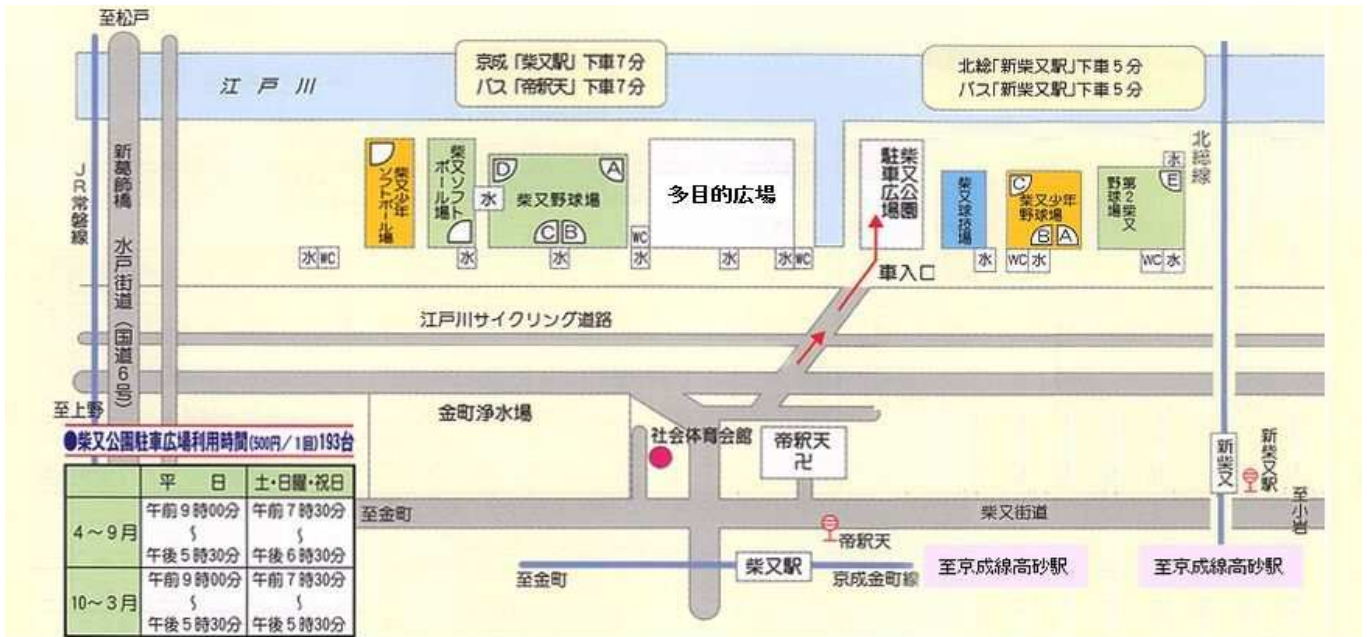 至松戸
江戸川
京成「柴又駅」下車7分
バス「帝釈天」下車7分
北総「新柴又駅」下車5分
バス「新柴又駅」下車5分
JR常磐線
新葛飾橋 水戸街道(国道6号)
柴又少年
ソフトボール場
柴又ソフト
ボール場
水
D
A
柴又野球場
C B
多目的広場
柴又公園
駐車広場
柴又球技場
C
柴又少年
野球場
B A
第2柴又
野球場
水
E
北総線
水 WC
水
水
WC
水
水
水 WC
水
WC 水
WC 水
車入口
江戸川サイクリング道路
至上野
金町浄水場
社会体育会館
帝釈天
卍
新柴又
新柴又駅
至小岩
●柴又公園駐車広場利用時間(500円/1回)193台
平日 土・日曜・祝日
4~9月
午前9時00分
~
午後5時30分
午前7時30分
~
午後6時30分
10~3月
午前9時00分
~
午後5時30分
午前7時30分
~
午後5時30分
至金町
柴又街道
帝釈天
至金町
柴又駅
京成金町線
至京成線高砂駅
至京成線高砂駅